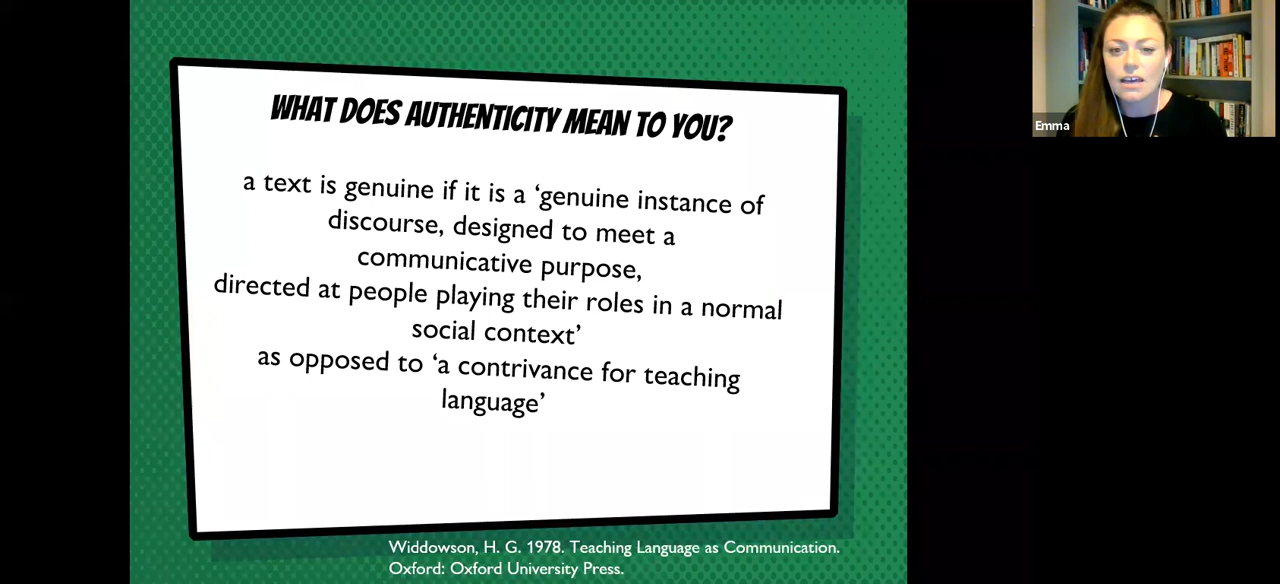 WHAT DOES AUTHENTICITY MEAN TO YOU?
a text is genuine if it is a ‘genuine instance of
discourse, designed to meet a
communicative purpose,
directed at people playing their roles in a normal
social context’
as opposed to ‘a contrivance for teaching
language’
Widdowson, H. G. 1978. Teaching Language as Communication.
Oxford: Oxford University Press.
Emma